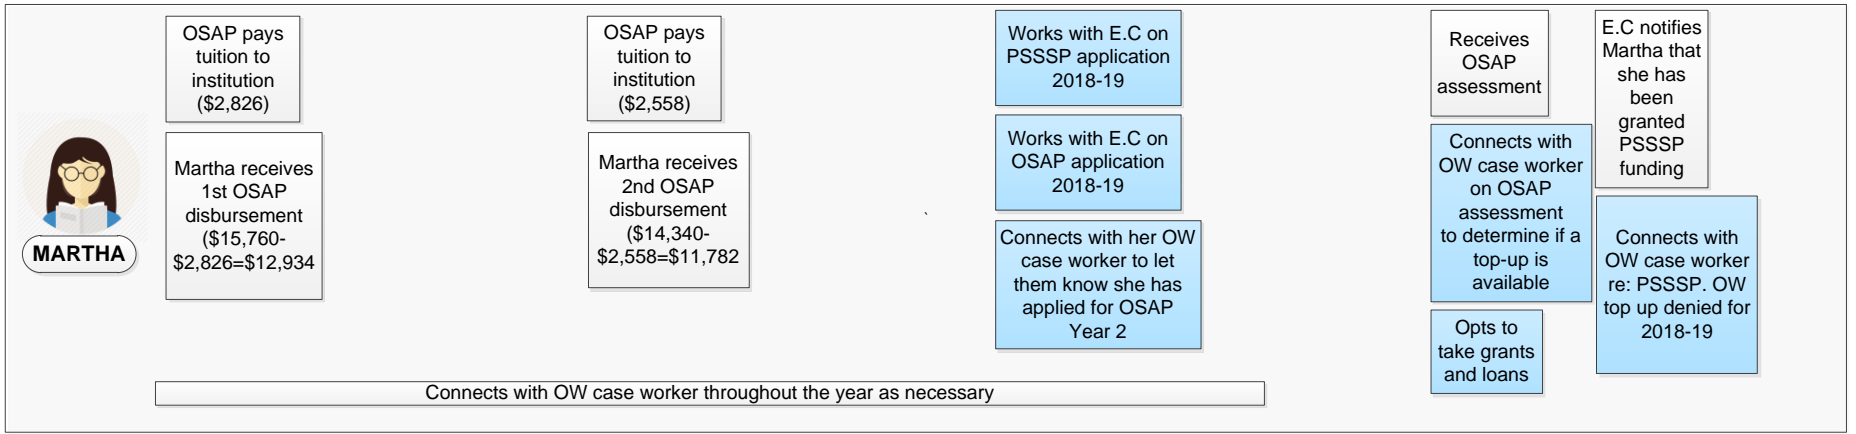 MARTHA
OSAP pays
tuition to
institution
($2,826)
Martha receives
1st OSAP
disbursement
($15,760-
$2,826=$12,934
OSAP pays
tuition to
institution
($2,558)
Martha receives
2nd OSAP
disbursement
($14,340-
$2,558=$11,782
`
Works with E.C on
PSSSP application
2018-19
Works with E.C on
OSAP application
2018-19
Connects with her OW
case worker to let
them know she has
applied for OSAP
Year 2
Receives
OSAP
assessment
Connects with
OW case worker
on OSAP
assessment
to determine if a
top-up is
available
Opts to
take grants
and loans
E.C notifies
Martha that
she has
been
granted
PSSSP
funding
Connects with
OW case worker
re: PSSSP. OW
top up denied for
2018-19
Connects with OW case worker throughout the year as necessary